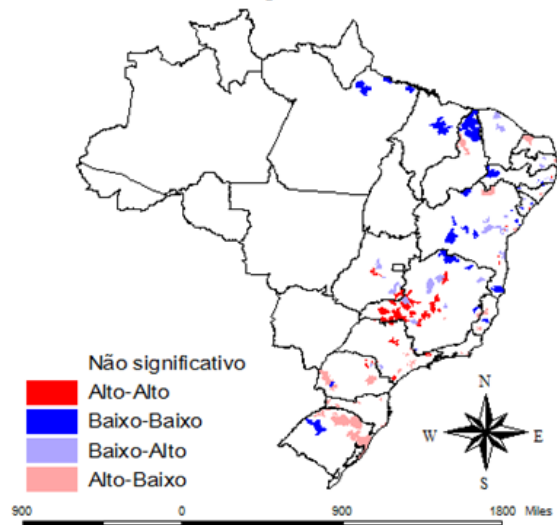 Não significativo
Alto-Alto
Baixo-Baixo
Baixo-Alto
Alto-Baixo
N
W E
S
900 0 900 1800 Miles